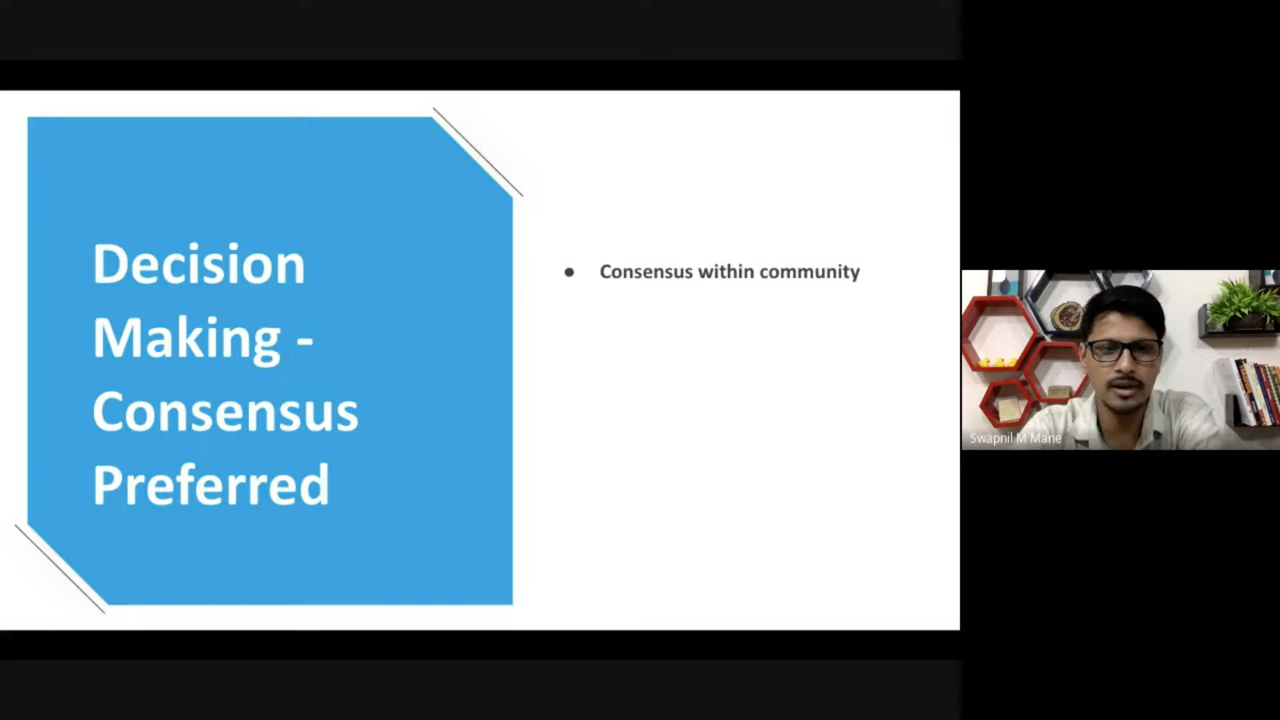 Decision
Making -
Consensus
Preferred
● Consensus within community
Swapnil M Mane